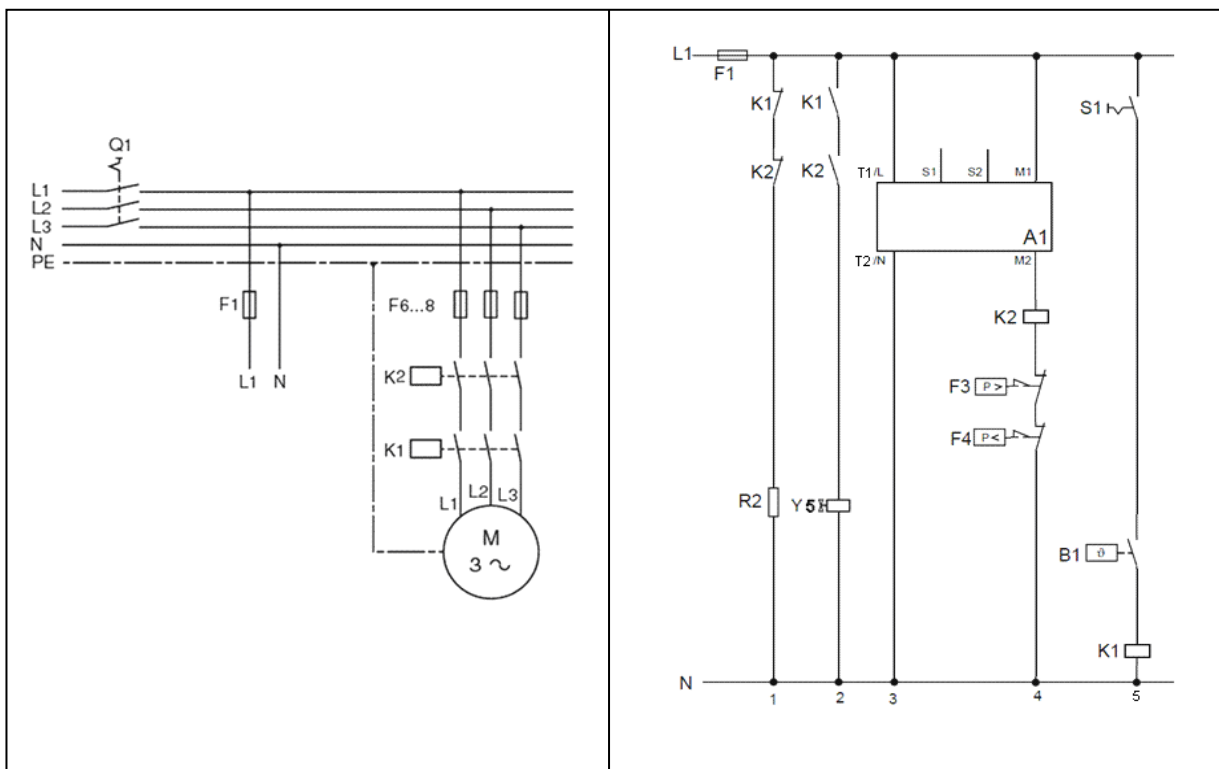 Q1
L1
L2
L3
N
PE
F1
F6...8
L1 N
K2
K1
L1 L2 L3
M
3 ~
L1
F1
K1 K1 S1
K2 K2
T1/L S1 S2 M1
A1
T2/N M2
K2
F3 P >
F4 P <
R2 Y5
B1 ϑ
K1
N
1 2 3 4 5